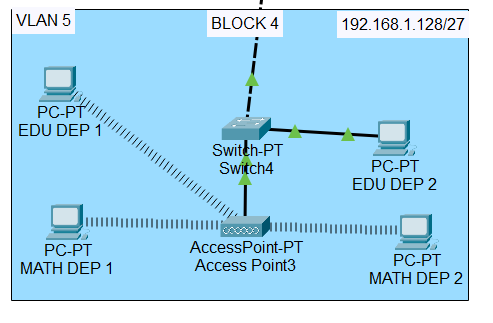 VLAN 5
BLOCK 4
192.168.1.128/27
PC-PT
EDU DEP 1
Switch-PT
Switch4
PC-PT
EDU DEP 2
PC-PT
MATH DEP 1
AccessPoint-PT
Access Point3
PC-PT
MATH DEP 2